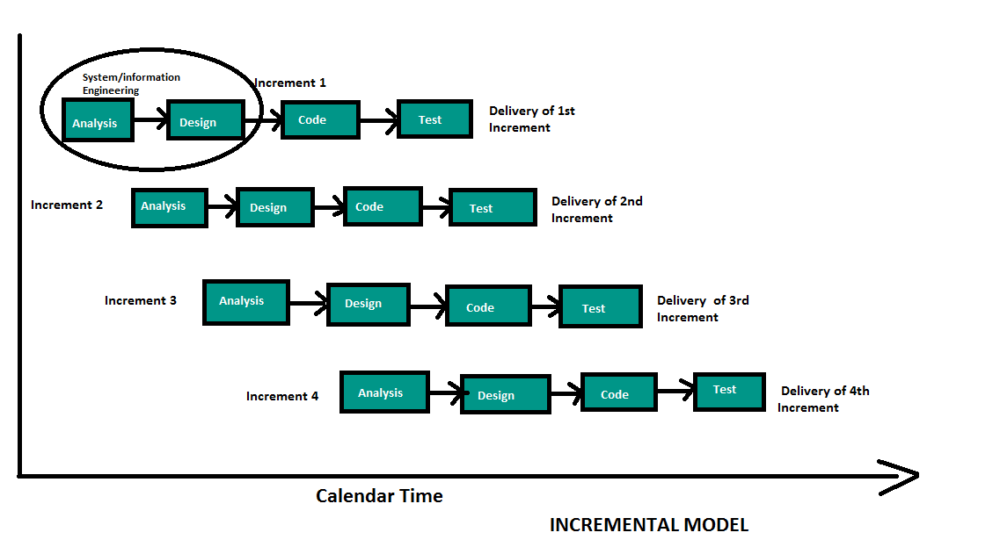 System/information
Engineering
Increment 1
Analysis
Design
Code
Test
Delivery of 1st
Increment
Increment 2
Analysis
Design
Code
Test
Delivery of 2nd
Increment
Increment 3
Analysis
Design
Code
Test
Delivery of 3rd
Increment
Increment 4
Analysis
Design
Code
Test
Delivery of 4th
Increment
Calendar Time
INCREMENTAL MODEL